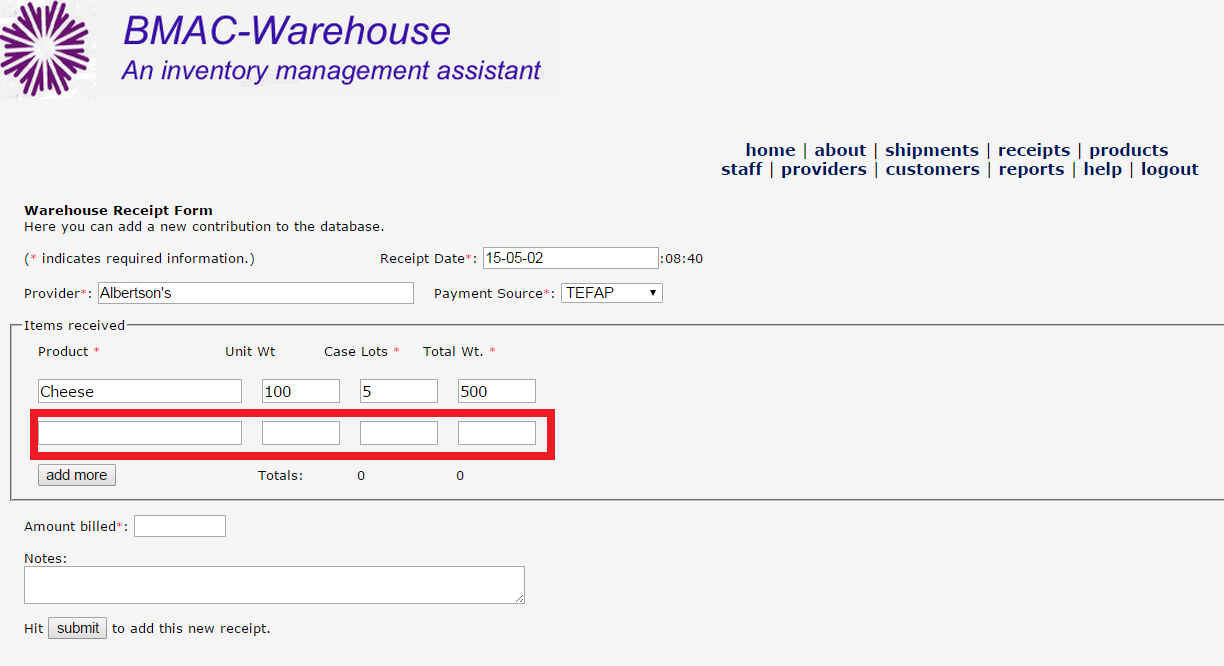 BMAC-Warehouse
An inventory management assistant
home | about | shipments | receipts | products
staff | providers | customers | reports | help | logout
Warehouse Receipt Form
Here you can add a new contribution to the database.
(* indicates required information.) Receipt Date*: 15-05-02 :08:40
Provider*: Albertson's Payment Source*: TEFAP
Items received
Product * Unit Wt Case Lots * Total Wt. *
Cheese 100 5 500
add more Totals: 0 0
Amount billed*:
Notes:
Hit submit to add this new receipt.